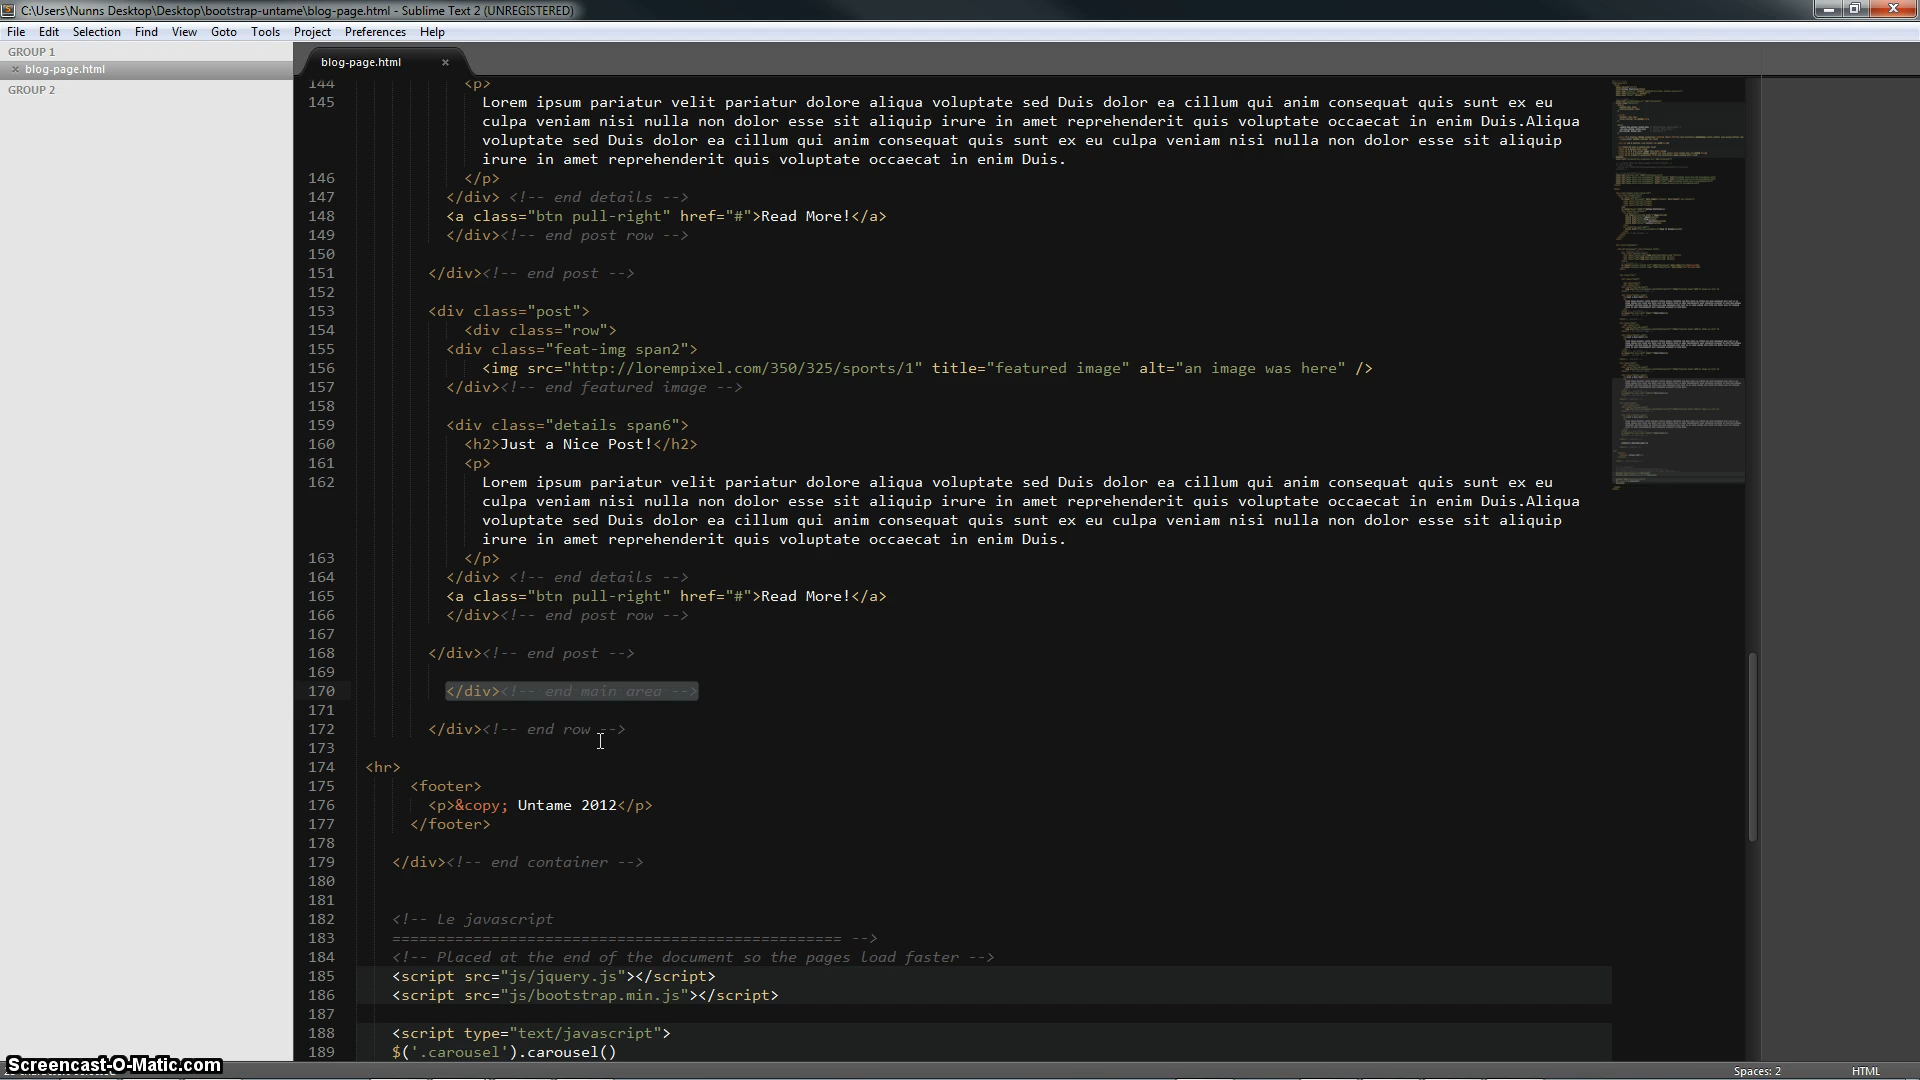 C:\Users\Nunns Desktop\Desktop\bootstrap-untame\blog-page.html - Sublime Text 2 (UNREGISTERED)
File Edit Selection Find View Goto Tools Project Preferences Help
GROUP 1
blog-page.html
GROUP 2
blog-page.html
144 <p>
145 Lorem ipsum pariatur velit pariatur dolore aliqua voluptate sed Duis dolor ea cillum qui anim consequat quis sunt ex eu
culpa veniam nisi nulla non dolor esse sit aliquip irure in amet reprehenderit quis voluptate occaecat in enim Duis.Aliqua
voluptate sed Duis dolor ea cillum qui anim consequat quis sunt ex eu culpa veniam nisi nulla non dolor esse sit aliquip
irure in amet reprehenderit quis voluptate occaecat in enim Duis.
146 </p>
147 </div> <!-- end details -->
148 <a class="btn pull-right" href="#">Read More!</a>
149 </div><!-- end post row -->
150
151 </div><!-- end post -->
152
153 <div class="post">
154 <div class="row">
155 <div class="feat-img span2">
156 <img src="http://lorempixel.com/350/325/sports/1" title="featured image" alt="an image was here" />
157 </div><!-- end featured image -->
158
159 <div class="details span6">
160 <h2>Just a Nice Post!</h2>
161 <p>
162 Lorem ipsum pariatur velit pariatur dolore aliqua voluptate sed Duis dolor ea cillum qui anim consequat quis sunt ex eu
culpa veniam nisi nulla non dolor esse sit aliquip irure in amet reprehenderit quis voluptate occaecat in enim Duis.Aliqua
voluptate sed Duis dolor ea cillum qui anim consequat quis sunt ex eu culpa veniam nisi nulla non dolor esse sit aliquip
irure in amet reprehenderit quis voluptate occaecat in enim Duis.
163 </p>
164 </div> <!-- end details -->
165 <a class="btn pull-right" href="#">Read More!</a>
166 </div><!-- end post row -->
167
168 </div><!-- end post -->
169
170 </div><!-- end main area -->
171
172 </div><!-- end row -->
173
174 <hr>
175 <footer>
176 <p>&copy; Untame 2012</p>
177 </footer>
178
179 </div><!-- end container -->
180
181
182 <!-- Le javascript
183 ================================================== -->
184 <!-- Placed at the end of the document so the pages load faster -->
185 <script src="js/jquery.js"></script>
186 <script src="js/bootstrap.min.js"></script>
187
188 <script type="text/javascript">
189 $('.carousel').carousel()
Screencast-O-Matic.com
Spaces: 2 HTML